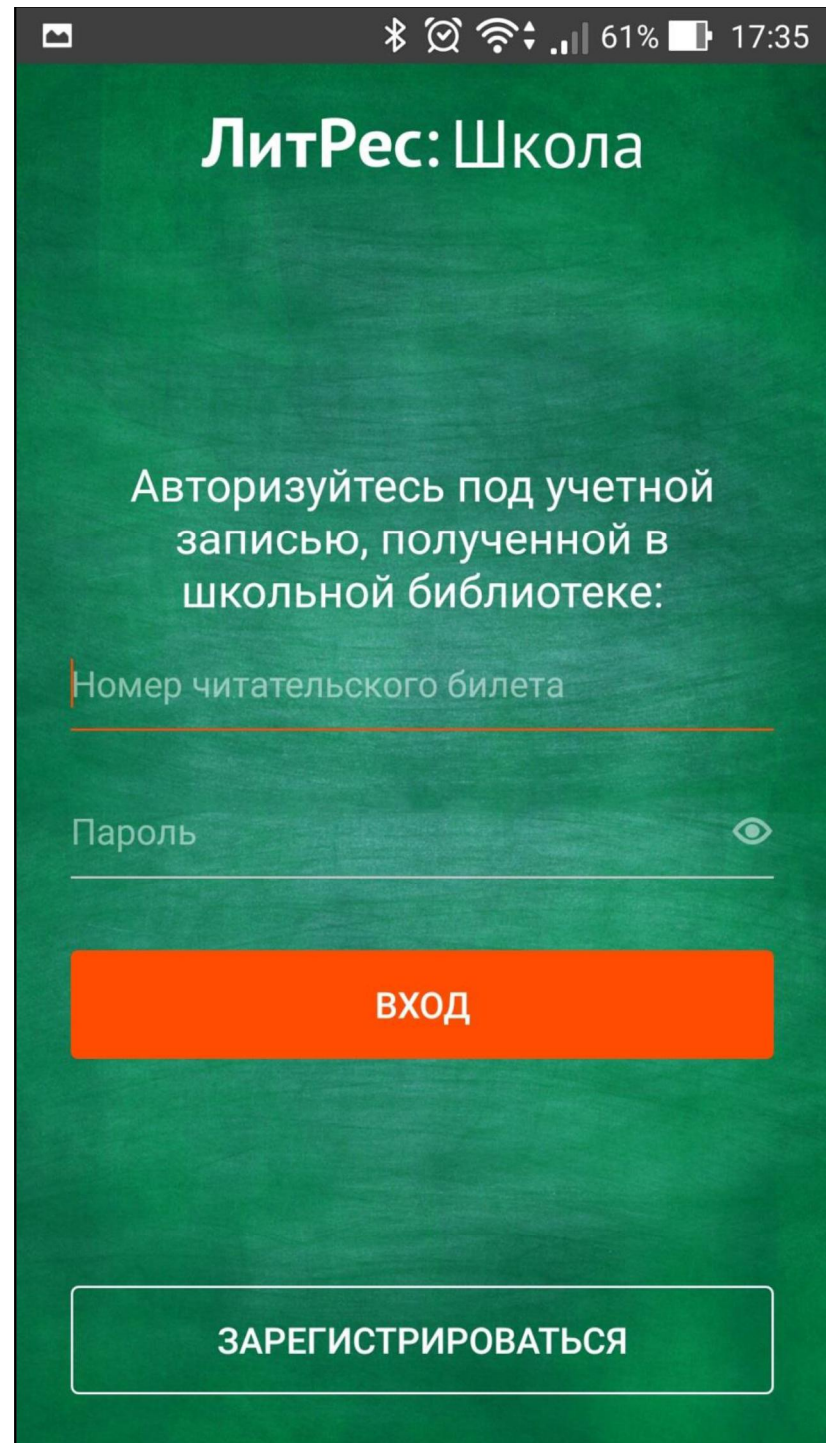 61% 17:35
ЛитРес: Школа
Авторизуйтесь под учетной
записью, полученной в
школьной библиотеке:
Номер читательского билета
Пароль
ВХОД
ЗАРЕГИСТРИРОВАТЬСЯ